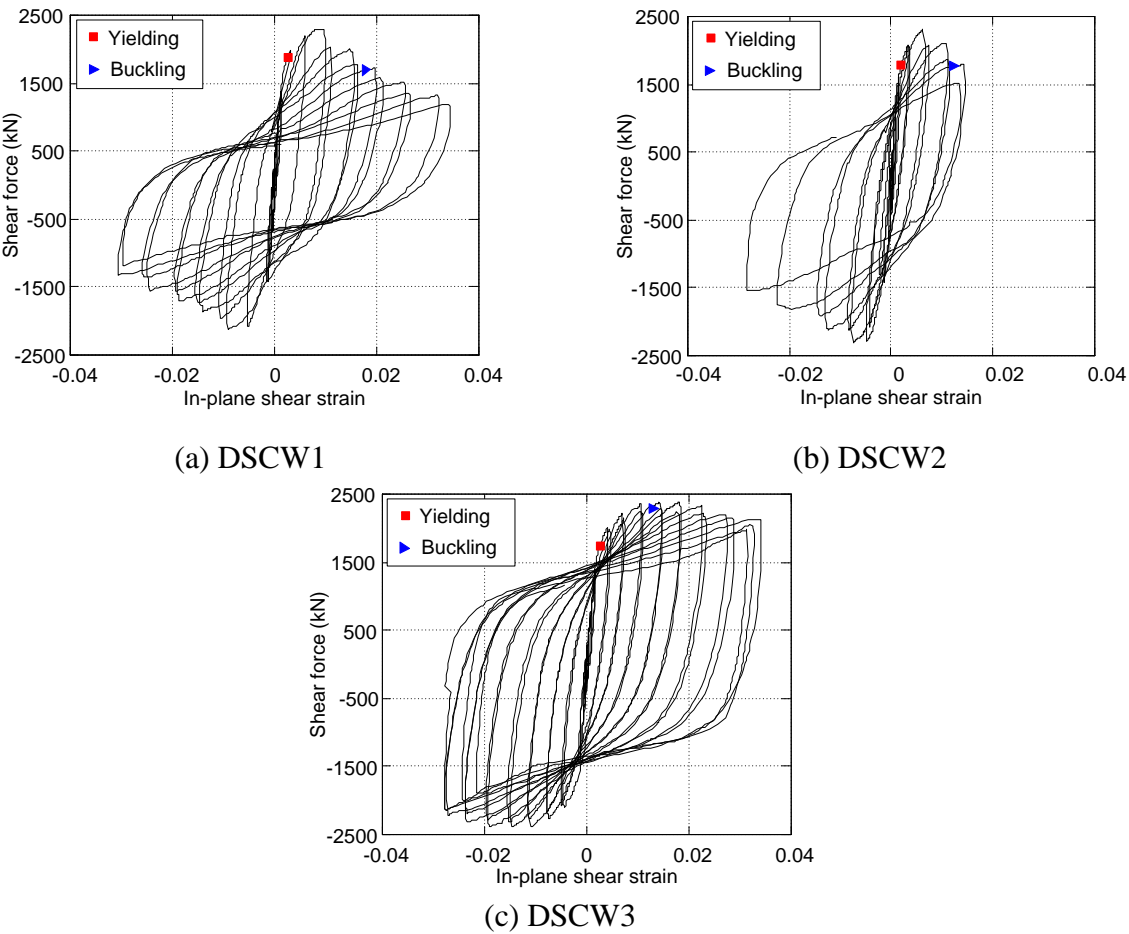 2500
1500
500
-500
-1500
-2500
Shear force (kN)
Yielding
Buckling
-0.04 -0.02 0 0.02 0.04
In-plane shear strain
(a) DSCW1
2500
1500
500
-500
-1500
-2500
Shear force (kN)
Yielding
Buckling
-0.04 -0.02 0 0.02 0.04
In-plane shear strain
(b) DSCW2
2500
1500
500
-500
-1500
-2500
Shear force (kN)
Yielding
Buckling
-0.04 -0.02 0 0.02 0.04
In-plane shear strain
(c) DSCW3